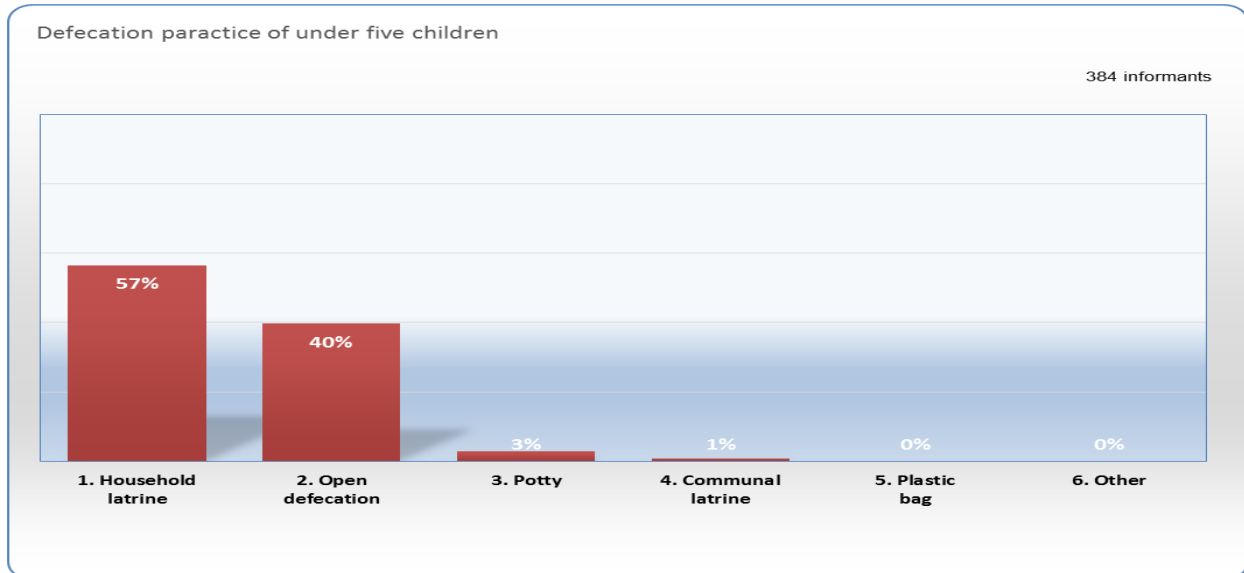 Defecation paractice of under five children
384 informants
57%
40%
3%
1%
0%
0%
1. Household
latrine
2. Open
defecation
3. Potty
4. Communal
latrine
5. Plastic
bag
6. Other